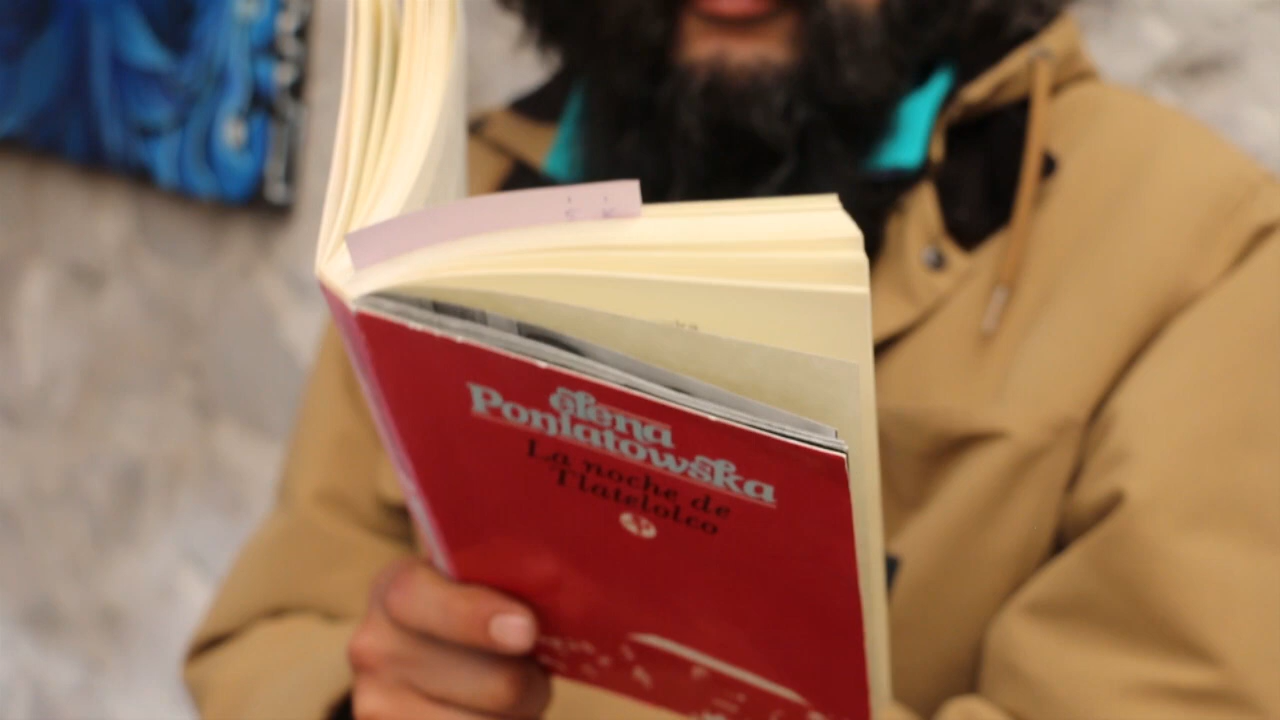 elena
Poniatowska
La noche de
Tlatelolco